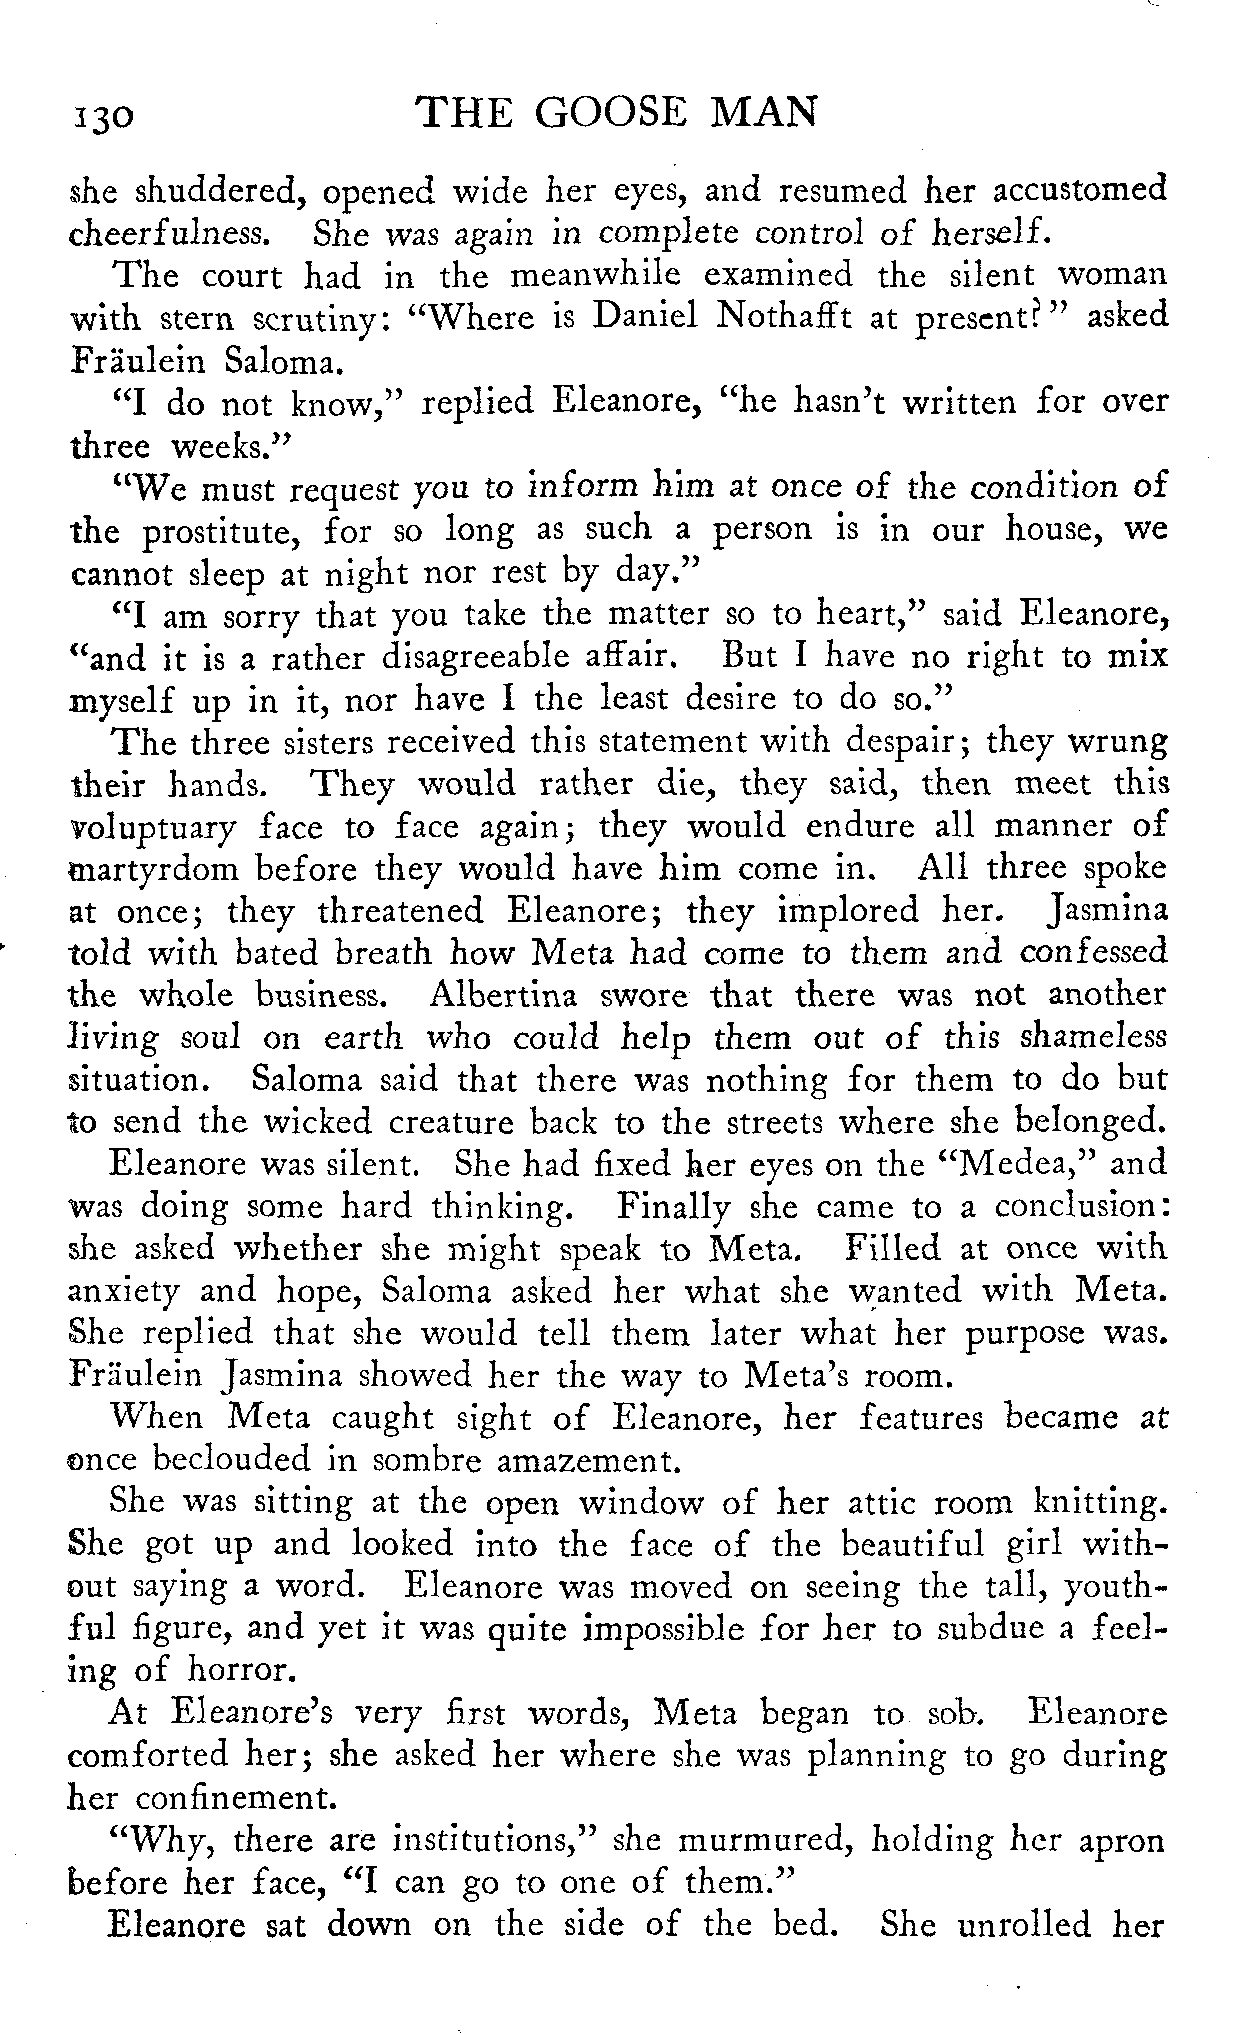 130 THE GOOSE MAN
she shuddered, opened wide her eyes, and resumed her accustomed
cheerfulness. She was again in complete control of herself.
The court had in the meanwhile examined the silent woman
with stern scrutiny: “Where is Daniel Nothafft at present?” asked
Fräulein Saloma.
“I do not know,” replied Eleanore, “he hasn’t written for over
three weeks.”
“We must request you to inform him at once of the condition of
the prostitute, for so long as such a person is in our house, we
cannot sleep at night nor rest by day.”
“I am sorry that you take the matter so to heart,” said Eleanore,
“and it is a rather disagreeable affair. But I have no right to mix
myself up in it, nor have I the least desire to do so.”
The three sisters received this statement with despair; they wrung
their hands. They would rather die, they said, then meet this
voluptuary face to face again; they would endure all manner of
martyrdom before they would have him come in. All three spoke
at once; they threatened Eleanore; they implored her. Jasmina
told with bated breath how Meta had come to them and confessed
the whole business. Albertina swore that there was not another
living soul on earth who could help them out of this shameless
situation. Saloma said that there was nothing for them to do but
to send the wicked creature back to the streets where she belonged.
Eleanore was silent. She had fixed her eyes on the “Medea,” and
was doing some hard thinking. Finally she came to a conclusion:
she asked whether she might speak to Meta. Filled at once with
anxiety and hope, Saloma asked her what she wanted with Meta.
She replied that she would tell them later what her purpose was.
Fräulein Jasmina showed her the way to Meta’s room.
When Meta caught sight of Eleanore, her features became at
once beclouded in sombre amazement.
She was sitting at the open window of her attic room knitting.
She got up and looked into the face of the beautiful girl with-
out saying a word. Eleanore was moved on seeing the tall, youth-
ful figure, and yet it was quite impossible for her to subdue a feel-
ing of horror.
At Eleanore’s very first words, Meta began to sob. Eleanore
comforted her; she asked her where she was planning to go during
her confinement.
“Why, there are institutions,” she murmured, holding her apron
before her face, “I can go to one of them.”
Eleanore sat down on the side of the bed. She unrolled her